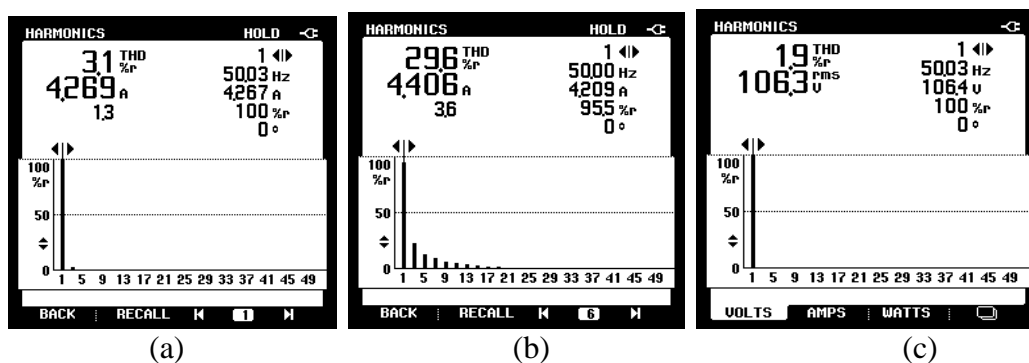 HARMONICS HOLD
3.1 THD %r 1
50.03 Hz
4.269 A 4.267 A
1.3 100 %r
0 °
100
%r
50
0
1 5 9 13 17 21 25 29 33 37 41 45 49
BACK RECALL 1
(a)
HARMONICS HOLD
29.6 THD %r 1
50.00 Hz
4.406 A 4.209 A
3.6 95.5 %r
0 °
100
%r
50
0
1 5 9 13 17 21 25 29 33 37 41 45 49
BACK RECALL 6
(b)
HARMONICS
1.9 THD %r 1
50.03 Hz
106.3 rms V 106.4 V
100 %r
0 °
100
%r
50
0
1 5 9 13 17 21 25 29 33 37 41 45 49
VOLTS AMPS WATTS
(c)